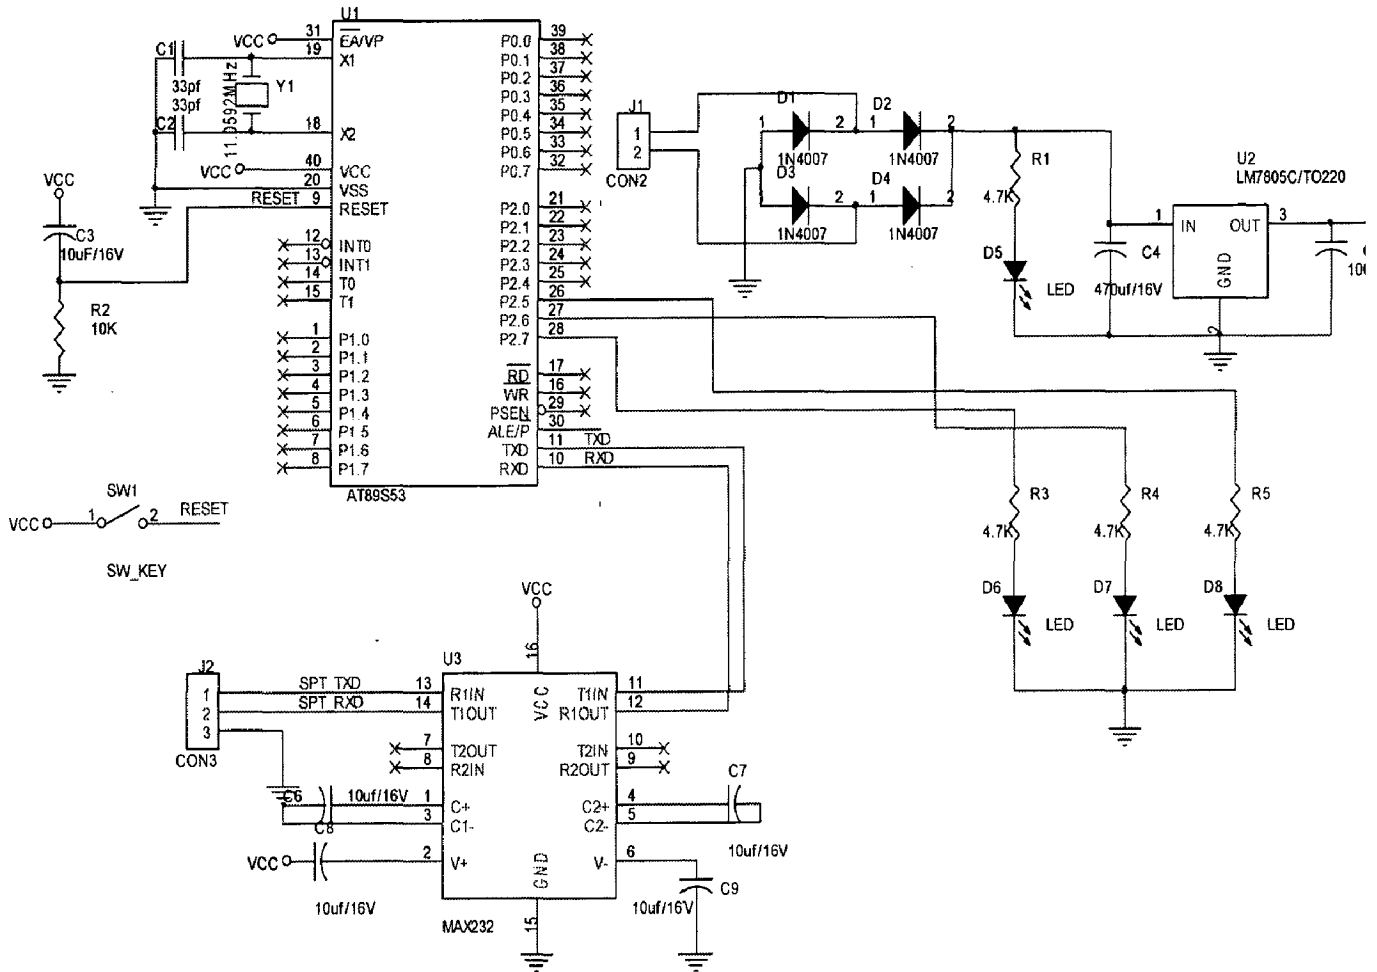 U1
VCC 31 EA/VP P0.0 39
C1 19 X1 P0.1 38
33pf Y1 P0.2 37
33pf 11.0592MHz P0.3 36
C2 P0.4 35
18 X2 P0.5 34
P0.6 33
VCC 40 VCC P0.7 32
20 VSS
RESET 9 RESET P2.0 21
P2.1 22
12 INT0 P2.2 23
13 INT1 P2.3 24
14 T0 P2.4 25
15 T1 P2.5 26
P2.6 27
1 P1.0 P2.7 28
2 P1.1
3 P1.2 RD 17
4 P1.3 WR 16
5 P1.4 PSEN 29
6 P1.5 ALE/P 30
7 P1.6 TXD 11 TXD
8 P1.7 RXD 10 RXD
AT89S53
VCC
C3
10uF/16V
R2
10K
SW1
VCC 1 2 RESET
SW_KEY
J1
1
2
CON2
D1 D2
1 2 1 2
1N4007 1N4007
D3 D4
1 2 1 2
1N4007 1N4007
R1
4.7K
D5
LED
C4
470uf/16V
U2
LM7805C/TO220
1 IN OUT 3
GND
2
R3 R4 R5
4.7K 4.7K 4.7K
D6 D7 D8
LED LED LED
VCC
16
U3
J2
1 SPT_TXD 13 R1IN VCC T1IN 11
2 SPT_RXD 14 T1OUT R1OUT 12
3
CON3
7 T2OUT T2IN 10
8 R2IN R2OUT 9
C6 10uf/16V 1 C+ C2+ 4 C7
3 C1- C2- 5
C8 10uf/16V
VCC 2 V+ GND V- 6
C9
10uf/16V 10uf/16V
MAX232 15